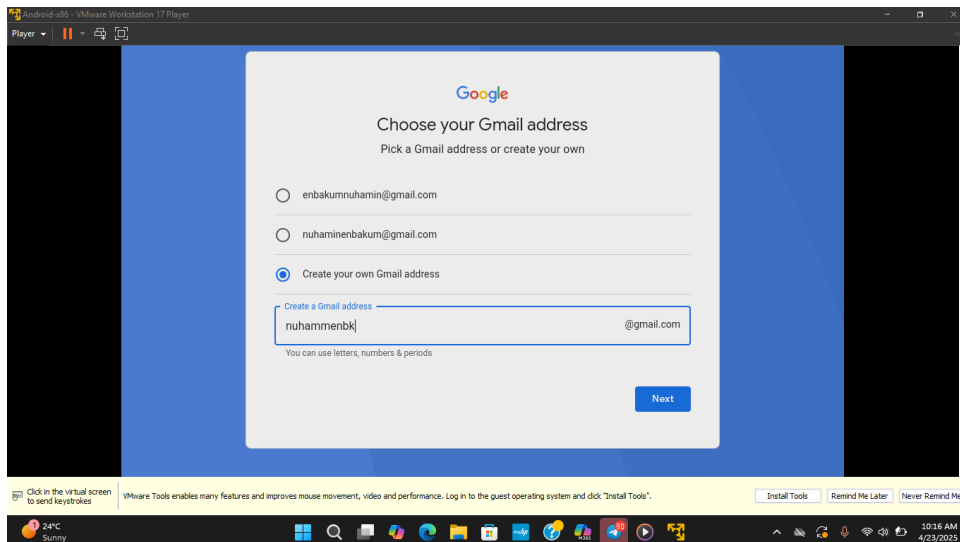 Android-x86 - VMware Workstation 17 Player
Player
Google
Choose your Gmail address
Pick a Gmail address or create your own
enbakumnuhamin@gmail.com
nuhaminenbakum@gmail.com
Create your own Gmail address
Create a Gmail address
nuhammenbk
@gmail.com
You can use letters, numbers & periods
Next
Click in the virtual screen
to send keystrokes
VMware Tools enables many features and improves mouse movement, video and performance. Log in to the guest operating system and click "Install Tools".
Install Tools
Remind Me Later
Never Remind Me
1
24°C
Sunny
M365
90
10:16 AM
4/23/2025